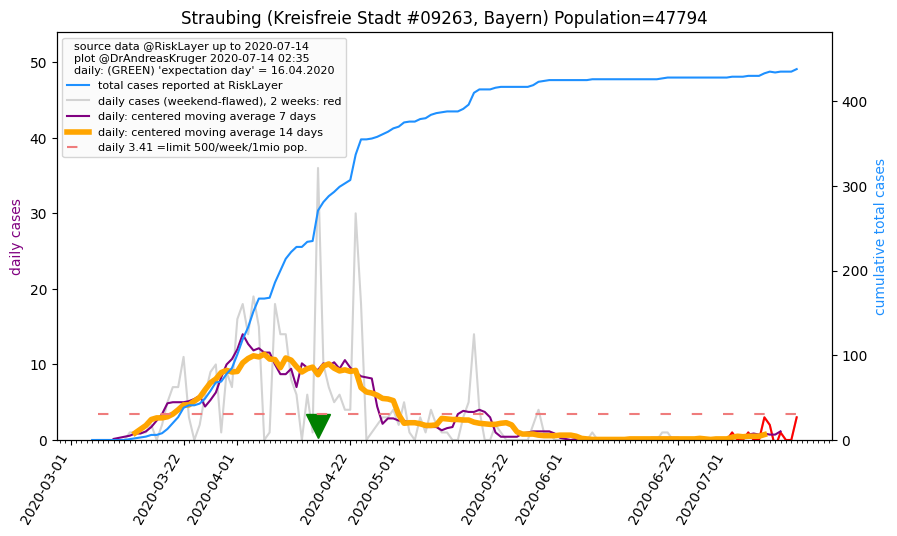 Straubing (Kreisfreie Stadt #09263, Bayern) Population=47794
source data @RiskLayer up to 2020-07-14
plot @DrAndreasKruger 2020-07-14 02:35
daily: (GREEN) 'expectation day' = 16.04.2020
total cases reported at RiskLayer
daily cases (weekend-flawed), 2 weeks: red
daily: centered moving average 7 days
daily: centered moving average 14 days
daily 3.41 =limit 500/week/1mio pop.
daily cases
50
40
30
20
10
0
cumulative total cases
400
300
200
100
0
2020-03-01
2020-03-22
2020-04-01
2020-04-22
2020-05-01
2020-05-22
2020-06-01
2020-06-22
2020-07-01